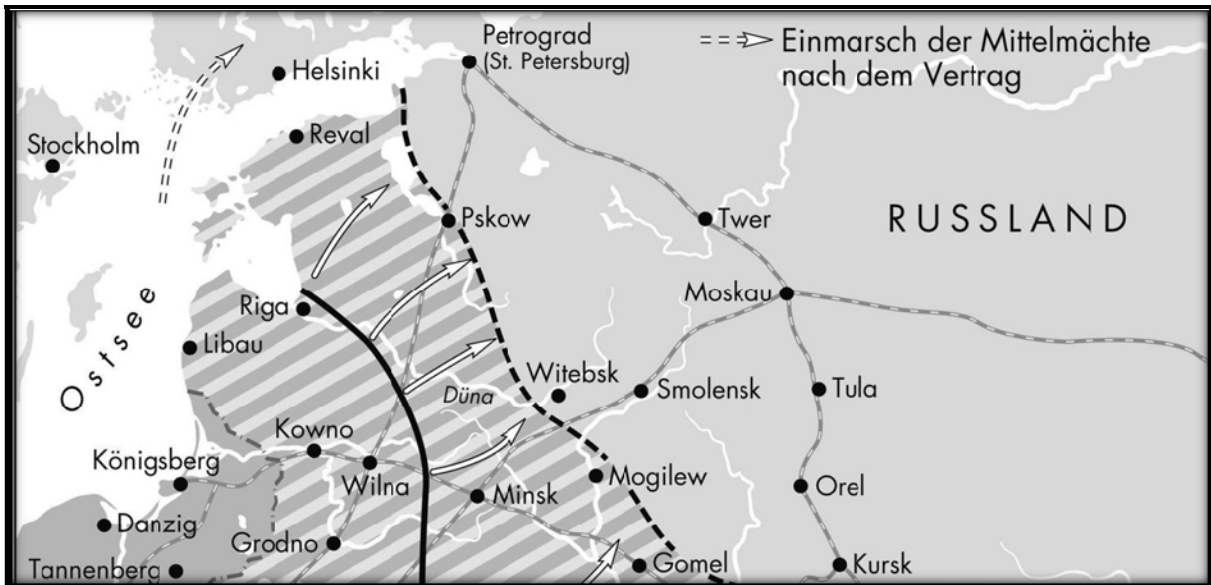 Petrograd
(St. Petersburg)
Einmarsch der Mittelmächte
nach dem Vertrag
Helsinki
Reval
Stockholm
Pskow
Twer
RUSSLAND
Moskau
Riga
Ostsee
Libau
Witebsk
Düna
Smolensk
Tula
Kowno
Königsberg
Wilna
Minsk
Mogilew
Orel
Danzig
Grodno
Tannenberg
Gomel
Kursk